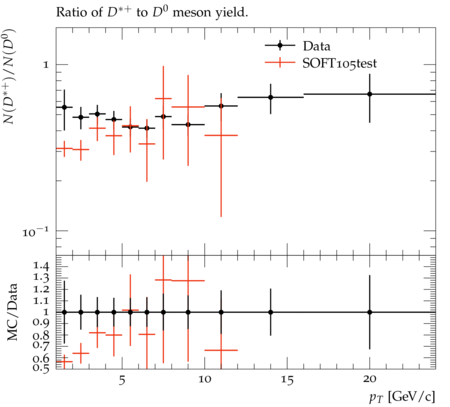 Ratio of D*+ to D0 meson yield.
N(D*+)/N(D0)
Data
SOFT105test
1
10−1
MC/Data
1.4
1.3
1.2
1.1
1
0.9
0.8
0.7
0.6
0.5
5 10 15 20
pT [GeV/c]